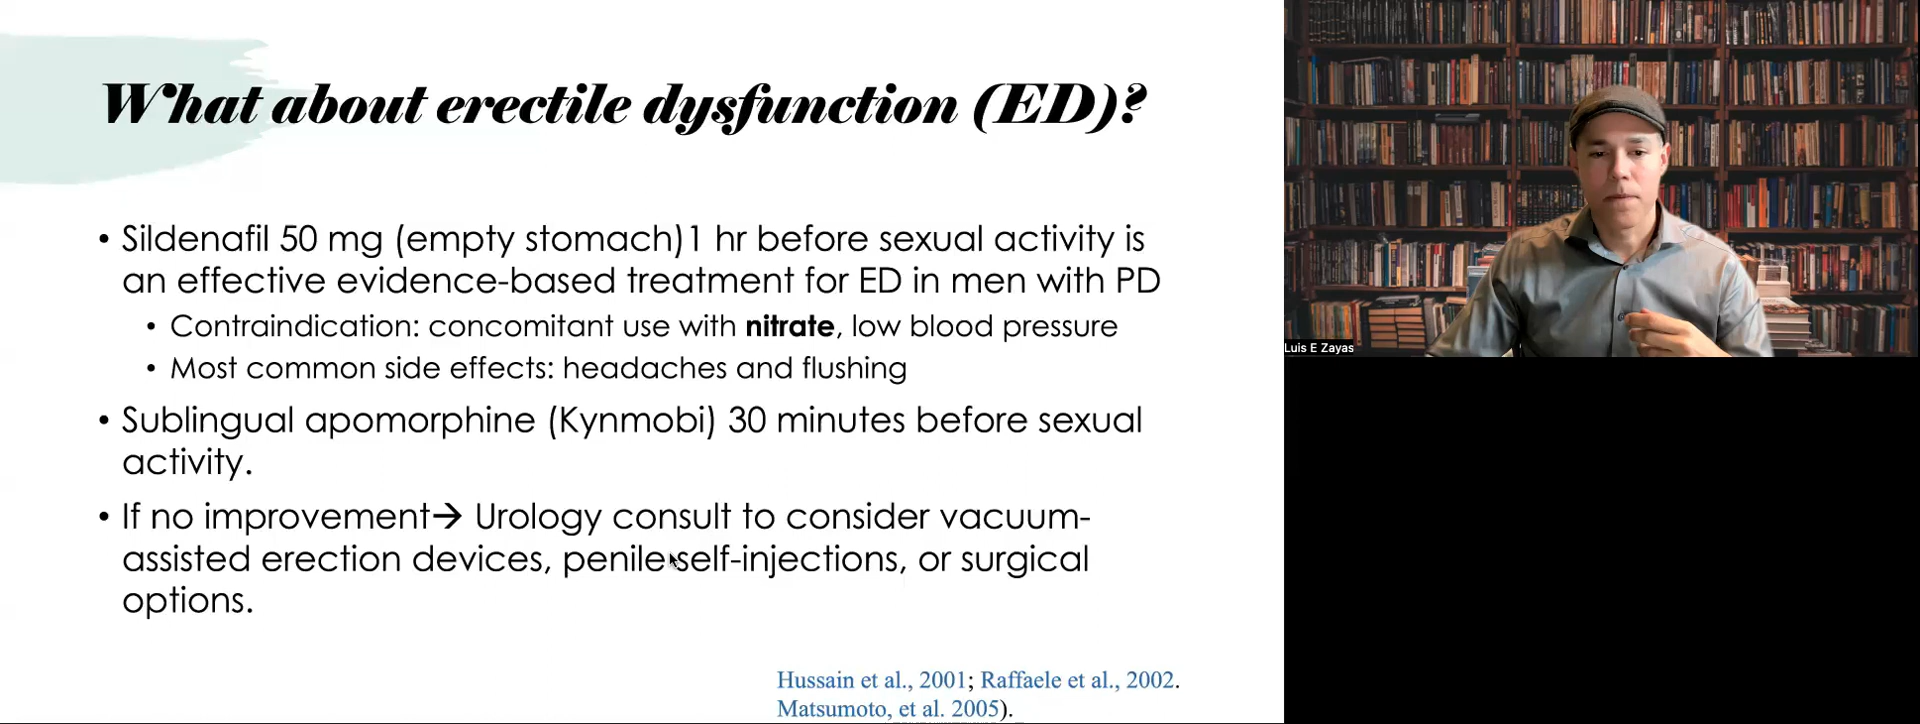 What about erectile dysfunction (ED)?
• Sildenafil 50 mg (empty stomach)1 hr before sexual activity is
an effective evidence-based treatment for ED in men with PD
• Contraindication: concomitant use with nitrate, low blood pressure
• Most common side effects: headaches and flushing
• Sublingual apomorphine (Kynmobi) 30 minutes before sexual
activity.
• If no improvement→ Urology consult to consider vacuum-
assisted erection devices, penile self-injections, or surgical
options.
Hussain et al., 2001; Raffaele et al., 2002.
Matsumoto, et al. 2005).
Luis E Zayas